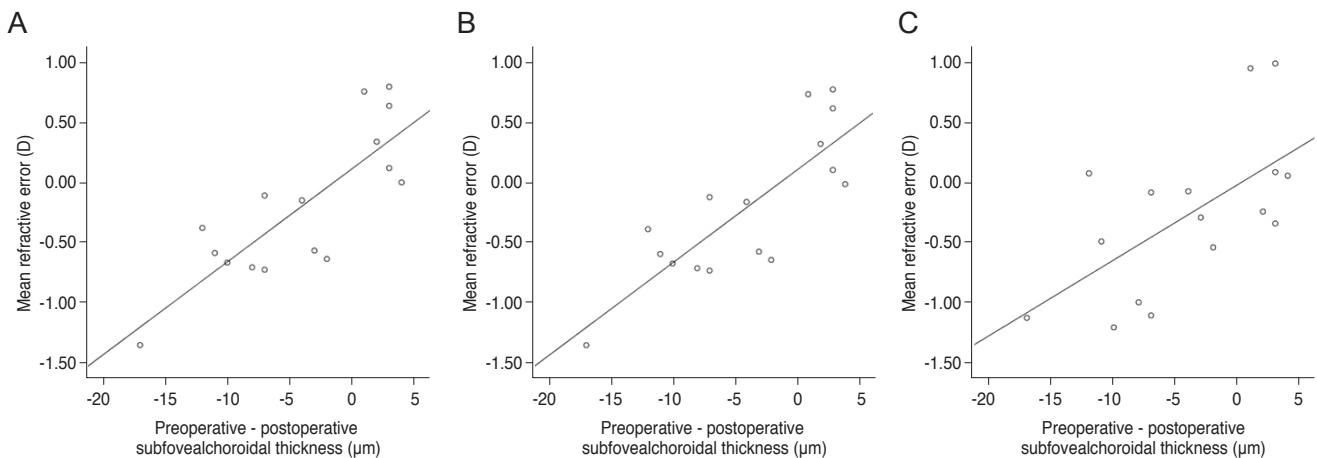 A
1.00
0.50
0.00
-0.50
-1.00
-1.50
Mean refractive error (D)
-20 -15 -10 -5 0 5
Preoperative - postoperative
subfovealchoroidal thickness (μm)
B
1.00
0.50
0.00
-0.50
-1.00
-1.50
Mean refractive error (D)
-20 -15 -10 -5 0 5
Preoperative - postoperative
subfovealchoroidal thickness (μm)
C
1.00
0.50
0.00
-0.50
-1.00
-1.50
Mean refractive error (D)
-20 -15 -10 -5 0 5
Preoperative - postoperative
subfovealchoroidal thickness (μm)